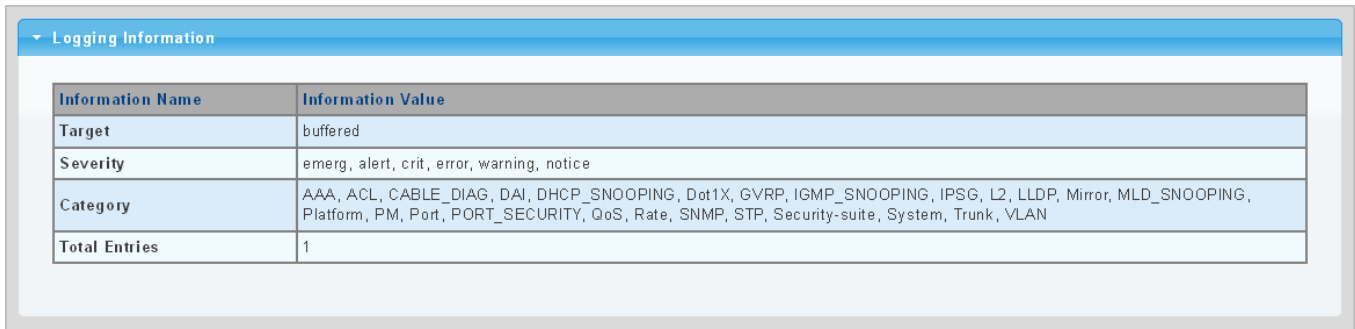 Logging Information
Information Name Information Value
Target buffered
Severity emerg, alert, crit, error, warning, notice
Category AAA, ACL, CABLE_DIAG, DAI, DHCP_SNOOPING, Dot1X, GVRP, IGMP_SNOOPING, IPSG, L2, LLDP, Mirror, MLD_SNOOPING,
Platform, PM, Port, PORT_SECURITY, QoS, Rate, SNMP, STP, Security-suite, System, Trunk, VLAN
Total Entries 1